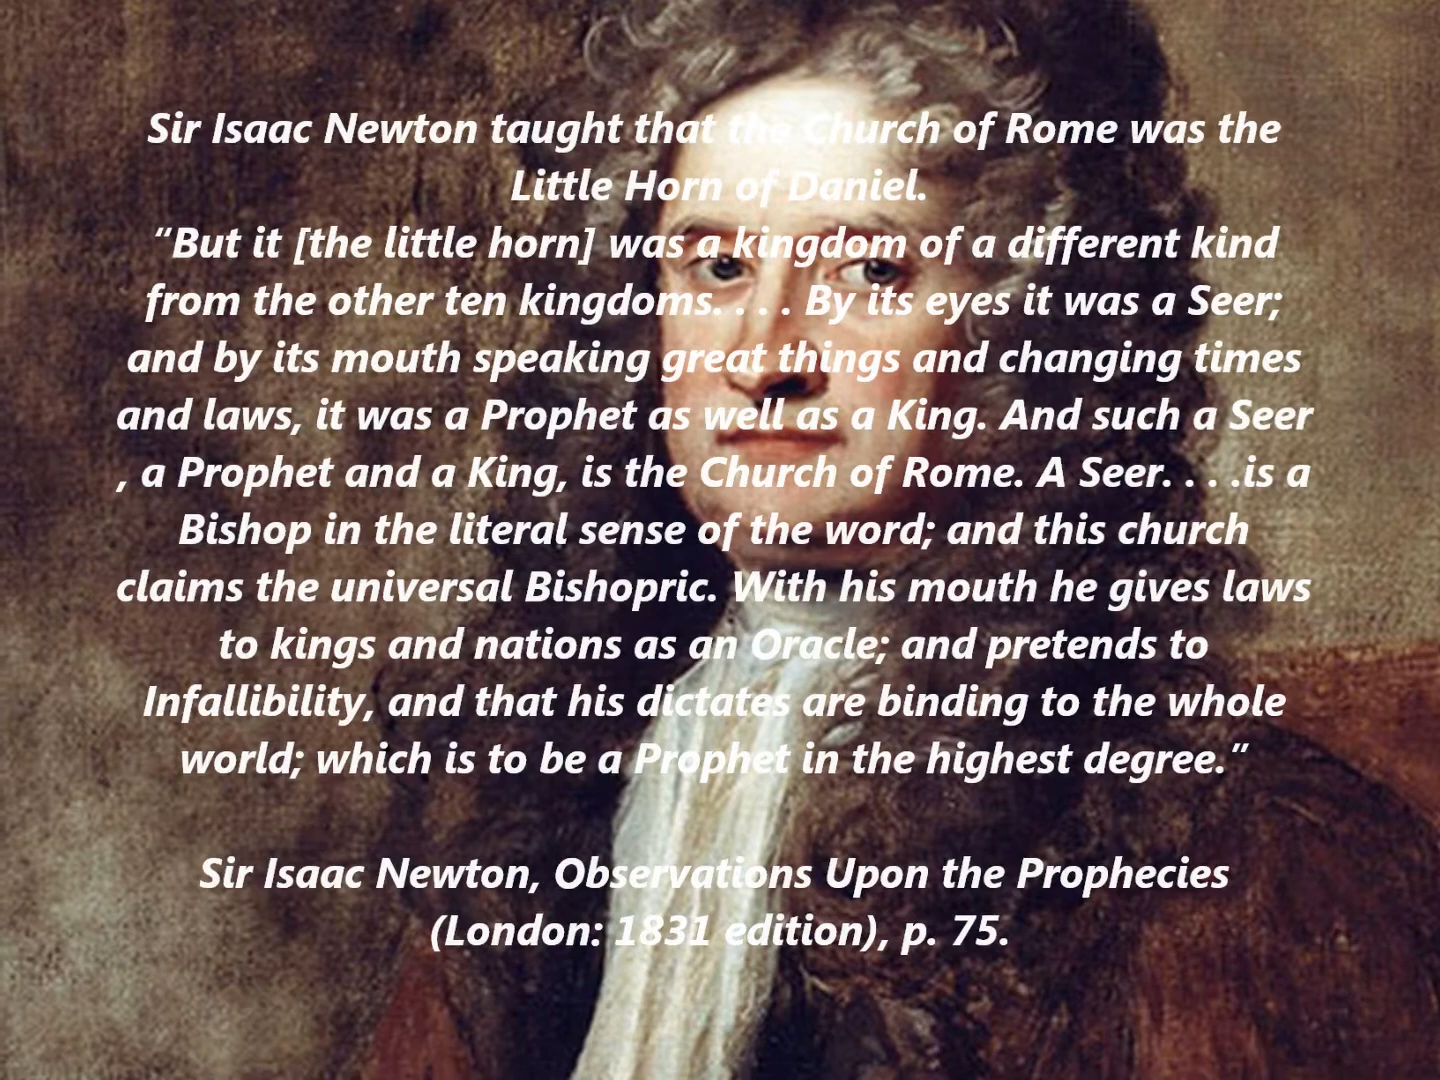 Sir Isaac Newton taught that the Church of Rome was the
Little Horn of Daniel.
“But it [the little horn] was a kingdom of a different kind
from the other ten kingdoms. . . . By its eyes it was a Seer;
and by its mouth speaking great things and changing times
and laws, it was a Prophet as well as a King. And such a Seer
, a Prophet and a King, is the Church of Rome. A Seer. . . .is a
Bishop in the literal sense of the word; and this church
claims the universal Bishopric. With his mouth he gives laws
to kings and nations as an Oracle; and pretends to
Infallibility, and that his dictates are binding to the whole
world; which is to be a Prophet in the highest degree.”
Sir Isaac Newton, Observations Upon the Prophecies
(London: 1831 edition), p. 75.